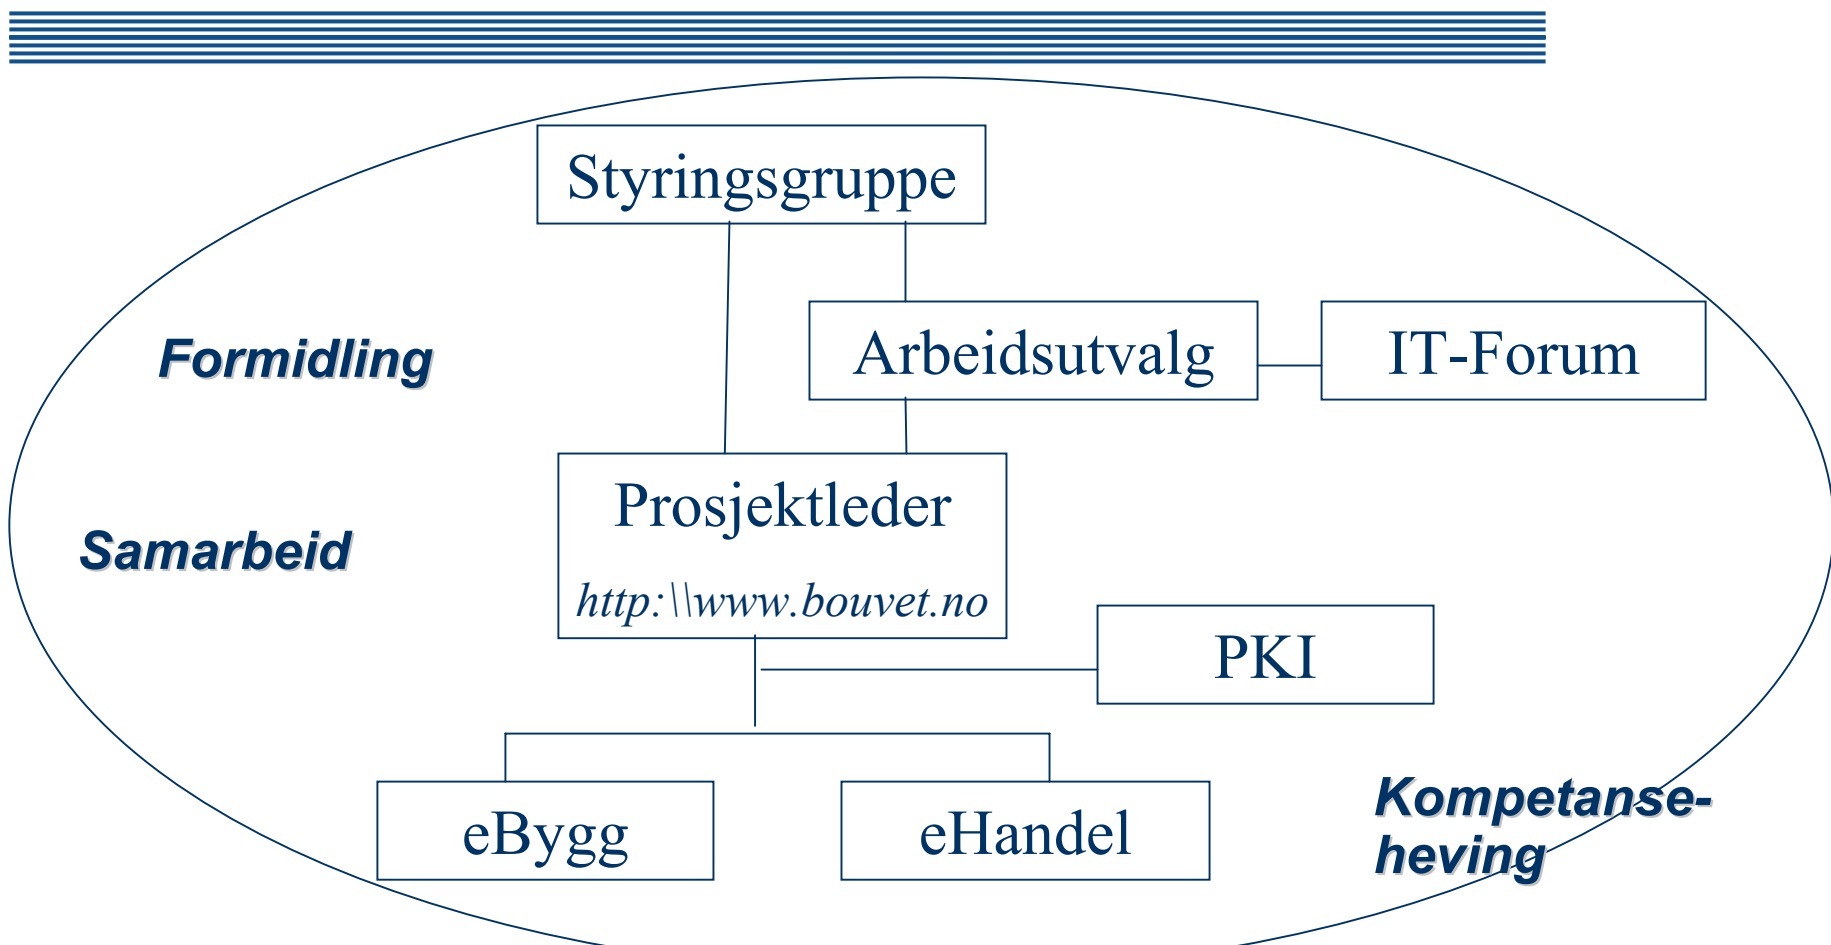 Styringsgruppe
Arbeidsutvalg
IT-Forum
Formidling
Prosjektleder
http:\\www.bouvet.no
Samarbeid
PKI
eBygg
eHandel
Kompetanse-
heving